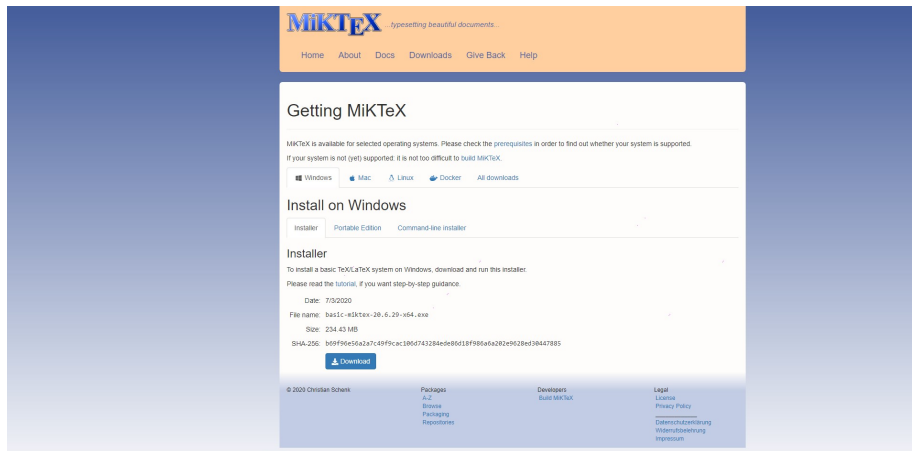 MiKTeX ...typesetting beautiful documents...
Home About Docs Downloads Give Back Help
Getting MiKTeX
MiKTeX is available for selected operating systems. Please check the prerequisites in order to find out whether your system is supported.
If your system is not (yet) supported: it is not too difficult to build MiKTeX.
Windows Mac Linux Docker All downloads
Install on Windows
Installer Portable Edition Command-line installer
Installer
To install a basic TeX/LaTeX system on Windows, download and run this installer.
Please read the tutorial, if you want step-by-step guidance.
Date: 7/3/2020
File name: basic-miktex-20.6.29-x64.exe
Size: 234.43 MB
SHA-256:
Download
© 2020 Christian Schenk Packages Developers Legal
A-Z Build MiKTeX License
Browse Privacy Policy
Packaging
Repositories Datenschutzerklärung
Widerrufsbelehrung
Impressum